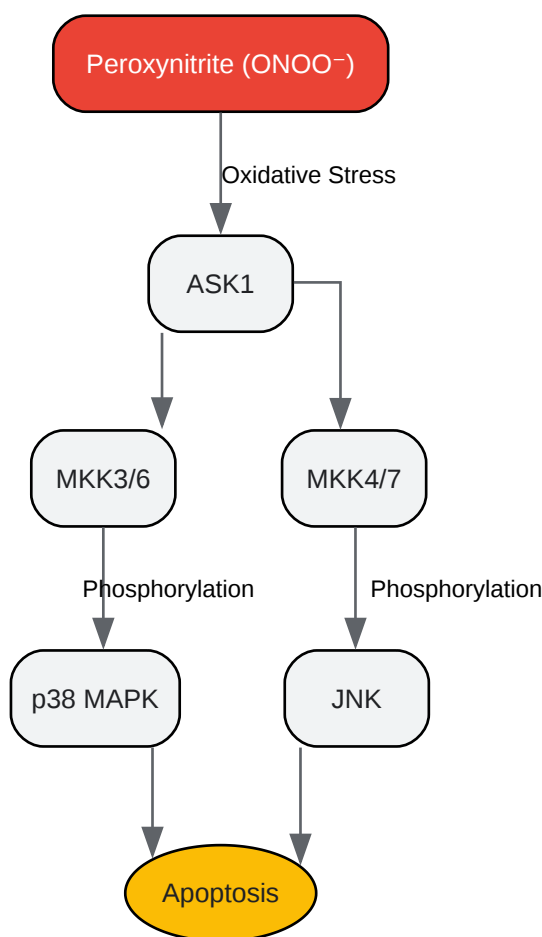 Peroxynitrite (ONOO⁻)
Oxidative Stress
ASK1
MKK3/6
MKK4/7
Phosphorylation
Phosphorylation
p38 MAPK
JNK
Apoptosis